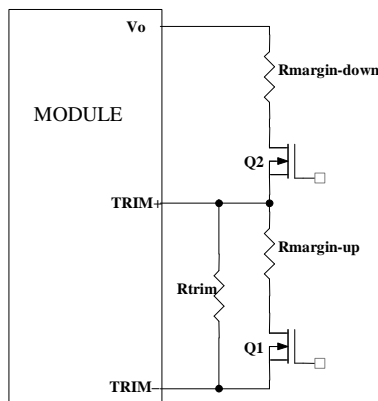 Vo
Rmargin-down
MODULE
Q2
TRIM+
Rmargin-up
Rtrim
Q1
TRIM-